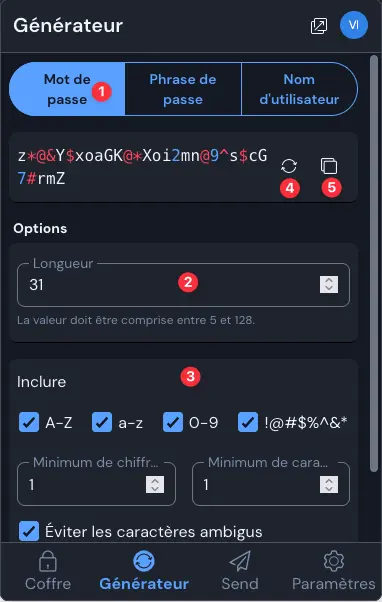 Générateur
VI
Mot de passe 1
Phrase de passe
Nom d'utilisateur
z*@&Y$xoaGK@*Xoi2mn@9^s$cG
7#rmZ
4
5
Options
Longueur
31
2
La valeur doit être comprise entre 5 et 128.
3
Inclure
A-Z
a-z
0-9
!@#$%^&*
Minimum de chiffr...
1
Minimum de cara...
1
Éviter les caractères ambigus
Coffre
Générateur
Send
Paramètres